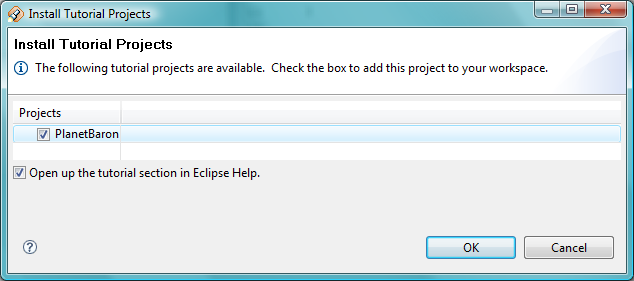 Install Tutorial Projects
Install Tutorial Projects
The following tutorial projects are available.  Check the box to add this project to your workspace.
Projects
PlanetBaron
Open up the tutorial section in Eclipse Help.
?
OK
Cancel